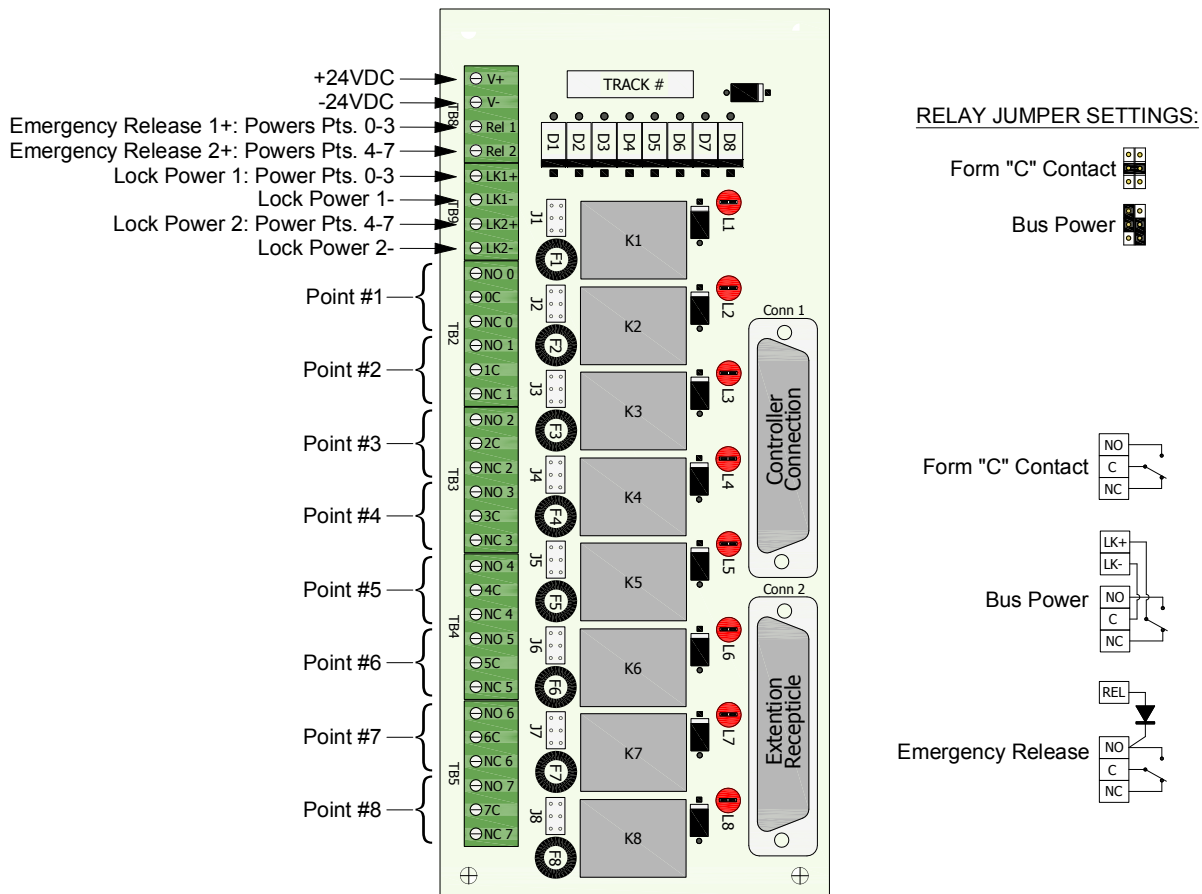 +24VDC
-24VDC
Emergency Release 1+: Powers Pts. 0-3
Emergency Release 2+: Powers Pts. 4-7
Lock Power 1: Power Pts. 0-3
Lock Power 1-
Lock Power 2: Power Pts. 4-7
Lock Power 2-
Point #1
Point #2
Point #3
Point #4
Point #5
Point #6
Point #7
Point #8
TB8
TB9
TB2
TB3
TB4
TB5
V+
V-
Rel 1
Rel 2
LK1+
LK1-
LK2+
LK2-
NO 0
0C
NC 0
NO 1
1C
NC 1
NO 2
2C
NC 2
NO 3
3C
NC 3
NO 4
4C
NC 4
NO 5
5C
NC 5
NO 6
6C
NC 6
NO 7
7C
NC 7
TRACK #
D1 D2 D3 D4 D5 D6 D7 D8
J1
F1
K1
L1
J2
F2
K2
L2
J3
F3
K3
L3
J4
F4
K4
L4
J5
F5
K5
L5
J6
F6
K6
L6
J7
F7
K7
L7
J8
F8
K8
L8
Conn 1
Controller
Connection
Conn 2
Extention
Recepticle
RELAY JUMPER SETTINGS:
Form "C" Contact
Bus Power
Form "C" Contact
NO
C
NC
Bus Power
LK+
LK-
NO
C
NC
Emergency Release
REL
NO
C
NC